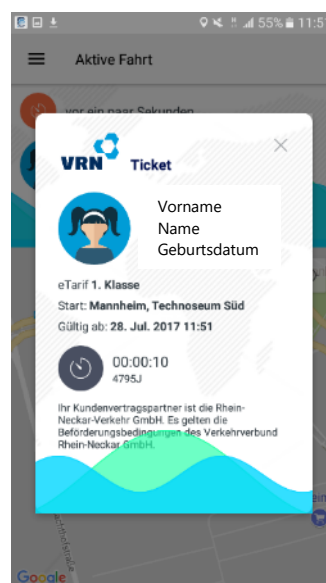 55% 11:51
Aktive Fahrt
vor ein paar Sekunden
VRN Ticket
Vorname
Name
Geburtsdatum
eTarif 1. Klasse
Start: Mannheim, Technoseum Süd
Gültig ab: 28. Jul. 2017 11:51
00:00:10
4795J
Ihr Kundenvertragspartner ist die Rhein-
Neckar-Verkehr GmbH. Es gelten die
Beförderungsbedingungen des Verkehrverbund
Rhein-Neckar GmbH.
Google